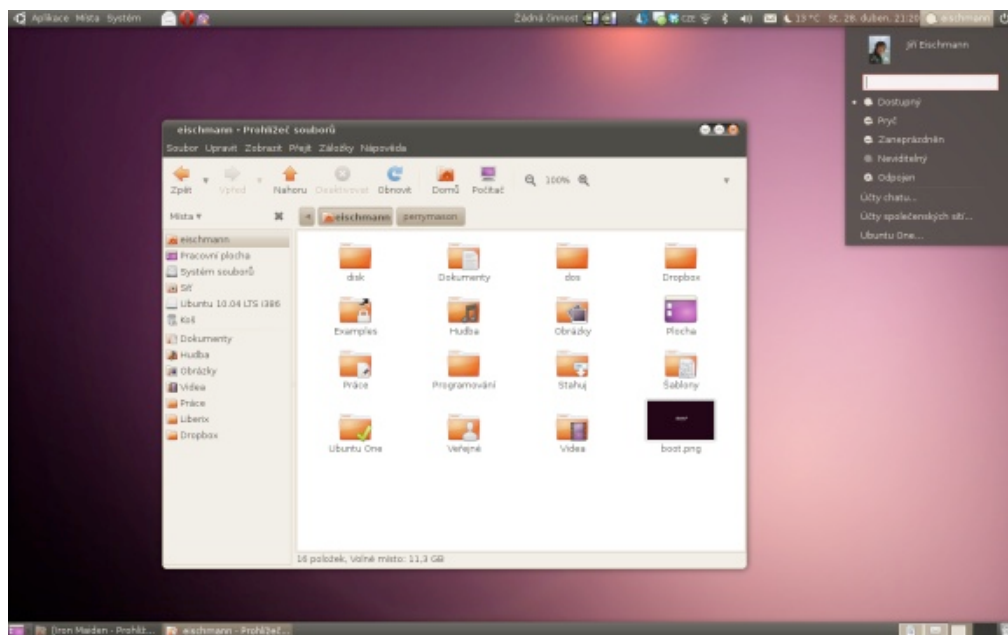 Aplikace Místa Systém
Žádná činnost CZE 13 °C St, 28. duben, 21:20 eischmann
Jiří Eischmann
Dostupný
Pryč
Zaneprázdněn
Neviditelný
Odpojen
Účty chatu...
Účty společenských sítí...
Ubuntu One...
eischmann - Prohlížeč souborů
Soubor Upravit Zobrazit Přejít Záložky Nápověda
Zpět Vpřed Nahoru Deaktivovat Obnovit Domů Počítač 100%
Místa
eischmann perrymason
eischmann
Pracovní plocha
Systém souborů
Síť
Ubuntu 10.04 LTS i386
Koš
Dokumenty
Hudba
Obrázky
Videa
Práce
Liberix
Dropbox
disk Dokumenty dos Dropbox
Examples Hudba Obrázky Plocha
Práce Programování Stahuj Šablony
Ubuntu One Veřejné Videa boot.png
16 položek, Volné místo: 11,3 GB
[Iron Maiden - Prohlíž... eischmann - Prohlížeč...